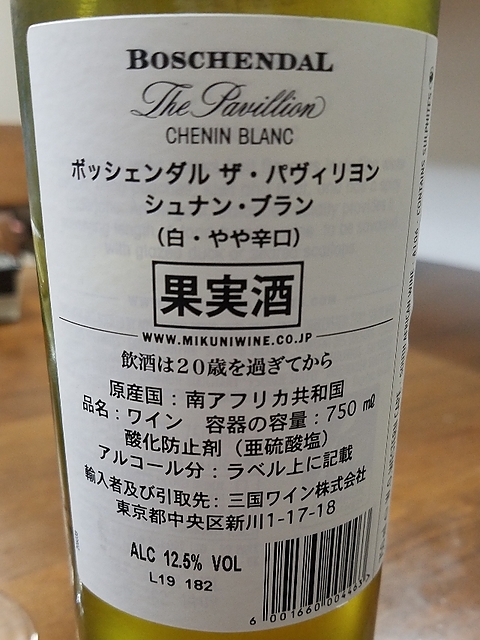 BOSCHENDAL
The Pavillion
CHENIN BLANC
ボッシェンダル ザ・パヴィリヨン
シュナン・ブラン
（白・やや辛口）
果実酒
WWW.MIKUNIWINE.CO.JP
飲酒は20歳を過ぎてから
原産国：南アフリカ共和国
品名：ワイン 容器の容量：750 ㎖
酸化防止剤（亜硫酸塩）
アルコール分：ラベル上に記載
輸入者及び引取先：三国ワイン株式会社
東京都中央区新川1-17-18
ALC 12.5% VOL
L19 182
CONTAINS SULPHITES